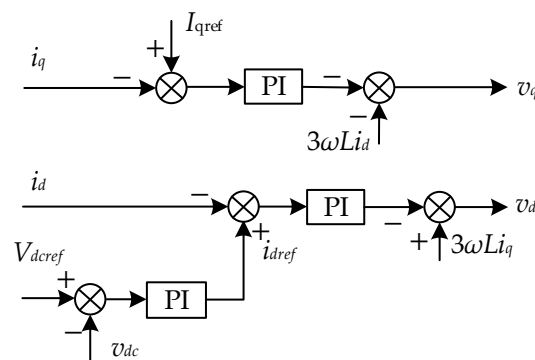 I_qref
+
i_q
−
PI
−
v_q
−
3ωLi_d
i_d
−
PI
v_d
+
−
+
3ωLi_q
V_dcref
i_dref
+
PI
−
v_dc